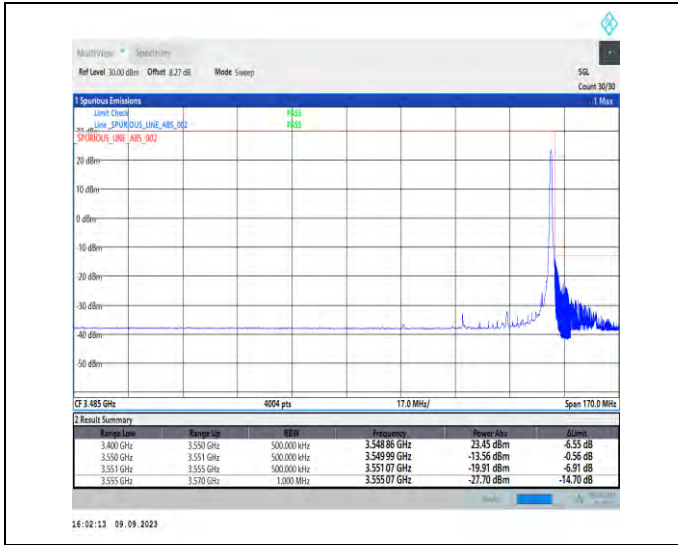 MultiView Spectrum
Ref Level 30.00 dBm Offset 8.27 dB Mode Sweep SGL
Count 30/30
1 Spurious Emissions 1 Max
Limit Check PASS
Line _SPURIOUS_LINE_ABS_002 PASS
_SPURIOUS_LINE_ABS_002
20 dBm
10 dBm
0 dBm
-10 dBm
-20 dBm
-30 dBm
-40 dBm
-50 dBm
CF 3.485 GHz 4004 pts 17.0 MHz/ Span 170.0 MHz
2 Result Summary
Range Low Range Up RBW Frequency Power Abs ΔLimit
3.400 GHz 3.550 GHz 500.000 kHz 3.548 86 GHz 23.45 dBm -6.55 dB
3.550 GHz 3.551 GHz 500.000 kHz 3.549 99 GHz -13.56 dBm -0.56 dB
3.551 GHz 3.555 GHz 500.000 kHz 3.551 07 GHz -19.91 dBm -6.91 dB
3.555 GHz 3.570 GHz 1.000 MHz 3.555 07 GHz -27.70 dBm -14.70 dB
16:02:13 09.09.2023